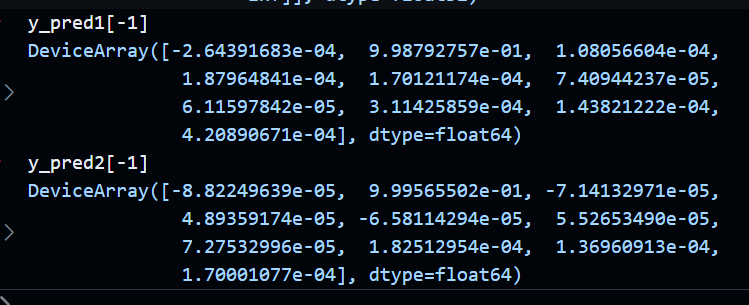 y_pred1[-1]
DeviceArray([-2.64391683e-04, 9.98792757e-01, 1.08056604e-04,
1.87964841e-04, 1.70121174e-04, 7.40944237e-05,
6.11597842e-05, 3.11425859e-04, 1.43821222e-04,
4.20890671e-04], dtype=float64)
y_pred2[-1]
DeviceArray([-8.82249639e-05, 9.99565502e-01, -7.14132971e-05,
4.89359174e-05, -6.58114294e-05, 5.52653490e-05,
7.27532996e-05, 1.82512954e-04, 1.36960913e-04,
1.70001077e-04], dtype=float64)